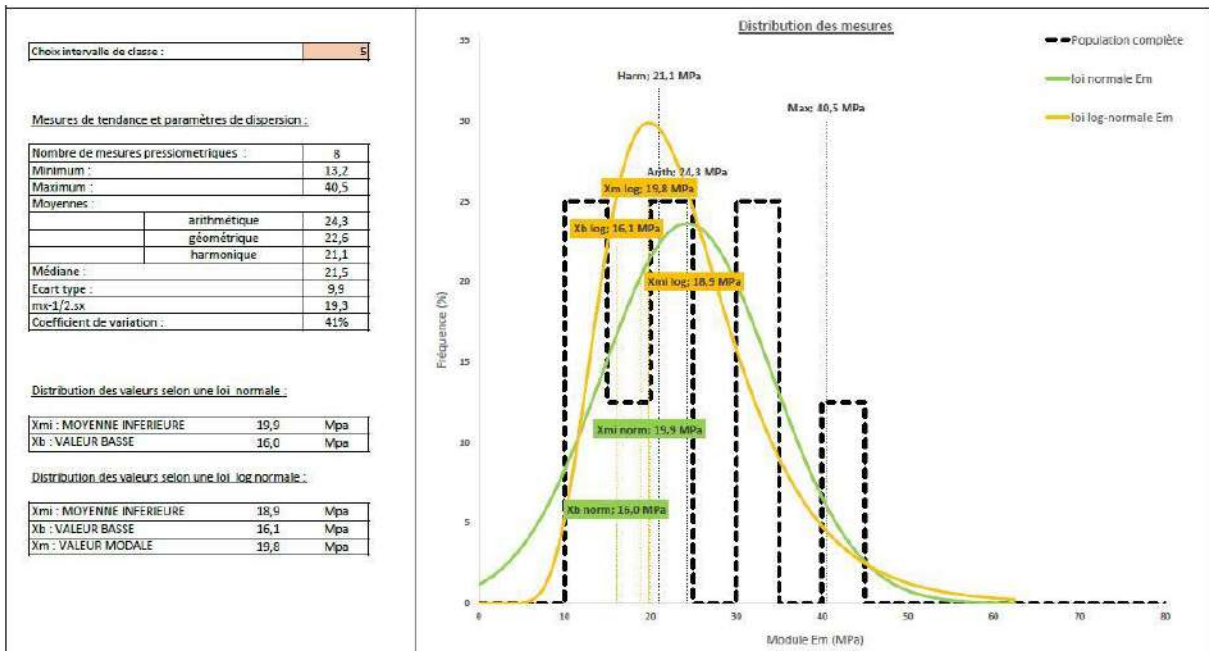 Choix intervalle de classe : 5
Mesures de tendance et paramètres de dispersion :
Nombre de mesures pressiometriques : 8
Minimum : 13,2
Maximum : 40,5
Moyennes :
arithmétique 24,3
géométrique 22,6
harmonique 21,1
Médiane : 21,5
Ecart type : 9,9
mx-1/2.sx 19,3
Coefficient de variation : 41%
Distribution des valeurs selon une loi normale :
Xmi : MOYENNE INFERIEURE 19,9 Mpa
Xb : VALEUR BASSE 16,0 Mpa
Distribution des valeurs selon une loi log normale :
Xmi : MOYENNE INFERIEURE 18,9 Mpa
Xb : VALEUR BASSE 16,1 Mpa
Xm : VALEUR MODALE 19,8 Mpa
Distribution des mesures
Population complète
loi normale Em
loi log-normale Em
Harm; 21,1 MPa
Max; 40,5 MPa
Arith; 24,3 MPa
Xm log; 19,8 MPa
Xb log; 16,1 MPa
Xmi log; 18,9 MPa
Xmi norm; 19,9 MPa
Xb norm; 16,0 MPa
Fréquence (%)
35
30
25
20
15
10
5
0
0 10 20 30 40 50 60 70 80
Module Em (MPa)